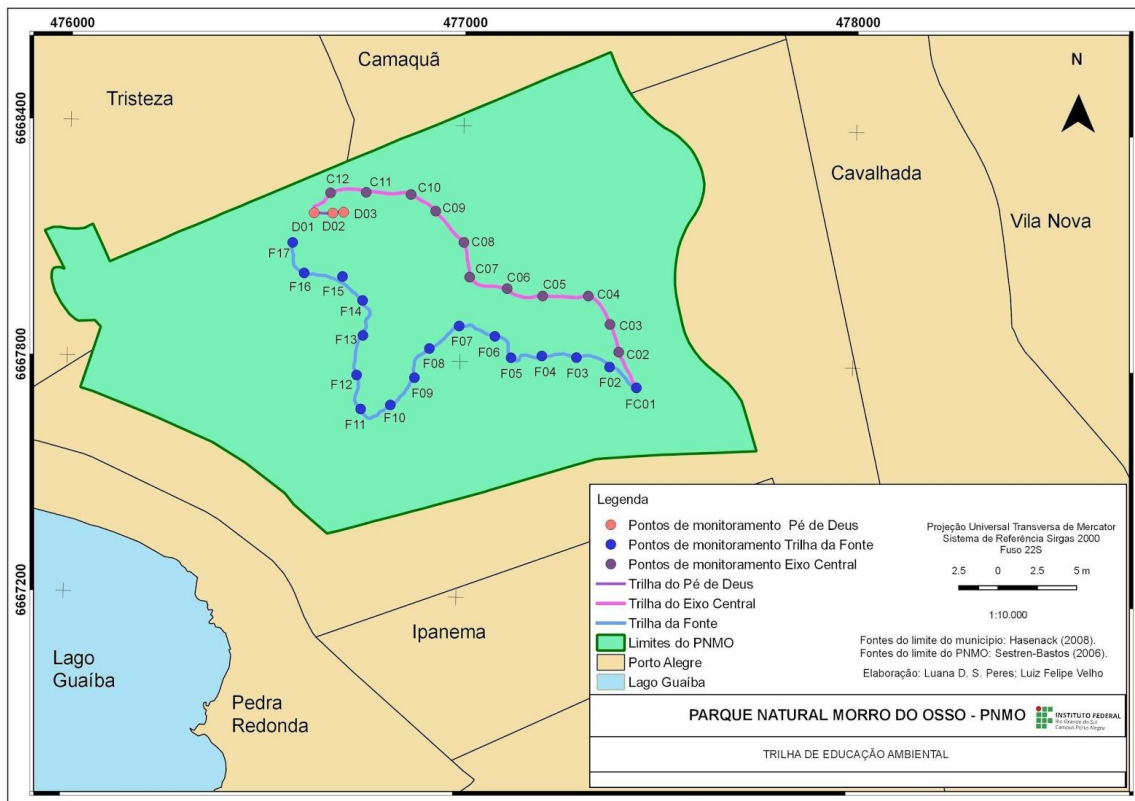 476000
477000
478000
6668400
6667800
6667200
Camaquã
Tristeza
N
Cavalhada
Vila Nova
C12
C11
C10
C09
D01
D02
D03
C08
F17
C07
F16
F15
C06
C05
C04
F14
C03
F13
F07
F06
C02
F08
F05
F04
F03
F02
F12
F09
FC01
F11
F10
Ipanema
Lago
Guaíba
Pedra
Redonda
Legenda
Pontos de monitoramento Pé de Deus
Pontos de monitoramento Trilha da Fonte
Pontos de monitoramento Eixo Central
Trilha do Pé de Deus
Trilha do Eixo Central
Trilha da Fonte
Limites do PNMO
Porto Alegre
Lago Guaíba
Projeção Universal Transversa de Mercator
Sistema de Referência Sirgas 2000
Fuso 22S
2.5 0 2.5 5 m
1:10.000
Fontes do limite do município: Hasenack (2008).
Fontes do limite do PNMO: Sestren-Bastos (2006).
Elaboração: Luana D. S. Peres; Luiz Felipe Velho
PARQUE NATURAL MORRO DO OSSO - PNMO
INSTITUTO FEDERAL
Rio Grande do Sul
Campus Porto Alegre
TRILHA DE EDUCAÇÃO AMBIENTAL